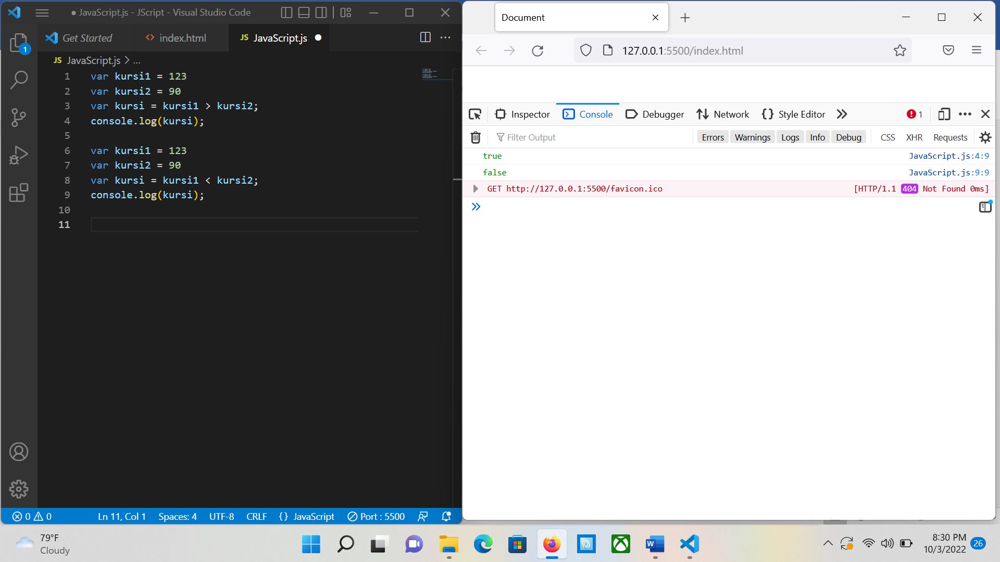 ● JavaScript.js - JScript - Visual Studio Code
Get Started
index.html
JS JavaScript.js ●
1
JS JavaScript.js > ...
1 var kursi1 = 123
2 var kursi2 = 90
3 var kursi = kursi1 > kursi2;
4 console.log(kursi);
5
6 var kursi1 = 123
7 var kursi2 = 90
8 var kursi = kursi1 < kursi2;
9 console.log(kursi);
10
11
0 0 Ln 11, Col 1 Spaces: 4 UTF-8 CRLF {} JavaScript Port : 5500
Document
127.0.0.1:5500/index.html
Inspector Console Debugger Network {} Style Editor 1
Filter Output Errors Warnings Logs Info Debug CSS XHR Requests
true JavaScript.js:4:9
false JavaScript.js:9:9
GET http://127.0.0.1:5500/favicon.ico [HTTP/1.1 404 Not Found 0ms]
79°F
Cloudy
W
8:30 PM
10/3/2022
26